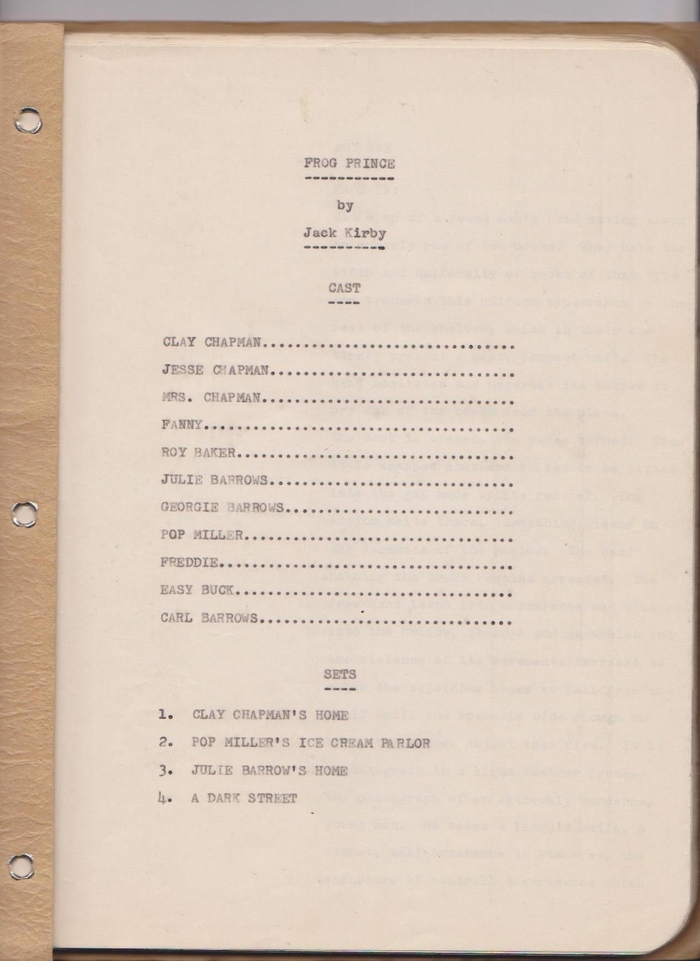 FROG PRINCE
by
Jack Kirby
CAST
CLAY CHAPMAN...............................
JESSE CHAPMAN..............................
MRS. CHAPMAN...............................
FANNY......................................
ROY BAKER..................................
JULIE BARROWS..............................
GEORGIE BARROWS............................
POP MILLER.................................
FREDDIE....................................
EASY BUCK..................................
CARL BARROWS...............................
SETS
1. CLAY CHAPMAN'S HOME
2. POP MILLER'S ICE CREAM PARLOR
3. JULIE BARROW'S HOME
4. A DARK STREET